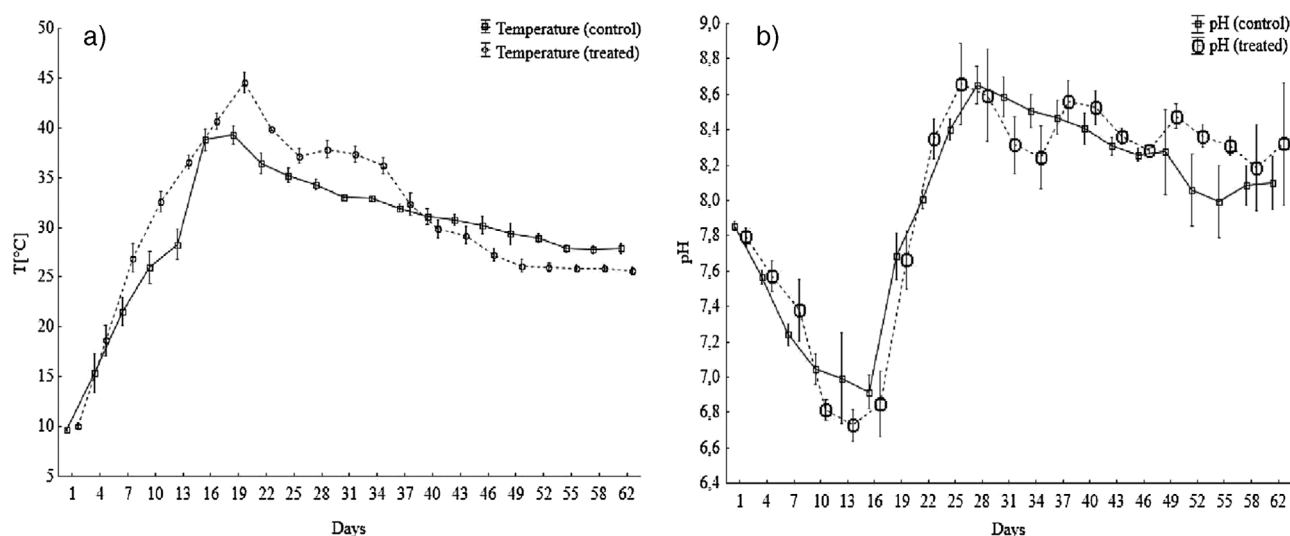 a)
Temperature (control)
Temperature (treated)
T[°C]
50
45
40
35
30
25
20
15
10
5
1 4 7 10 13 16 19 22 25 28 31 34 37 40 43 46 49 52 55 58 62
Days
b)
pH (control)
pH (treated)
pH
9,0
8,8
8,6
8,4
8,2
8,0
7,8
7,6
7,4
7,2
7,0
6,8
6,6
6,4
1 4 7 10 13 16 19 22 25 28 31 34 37 40 43 47 49 52 55 58 62
Days